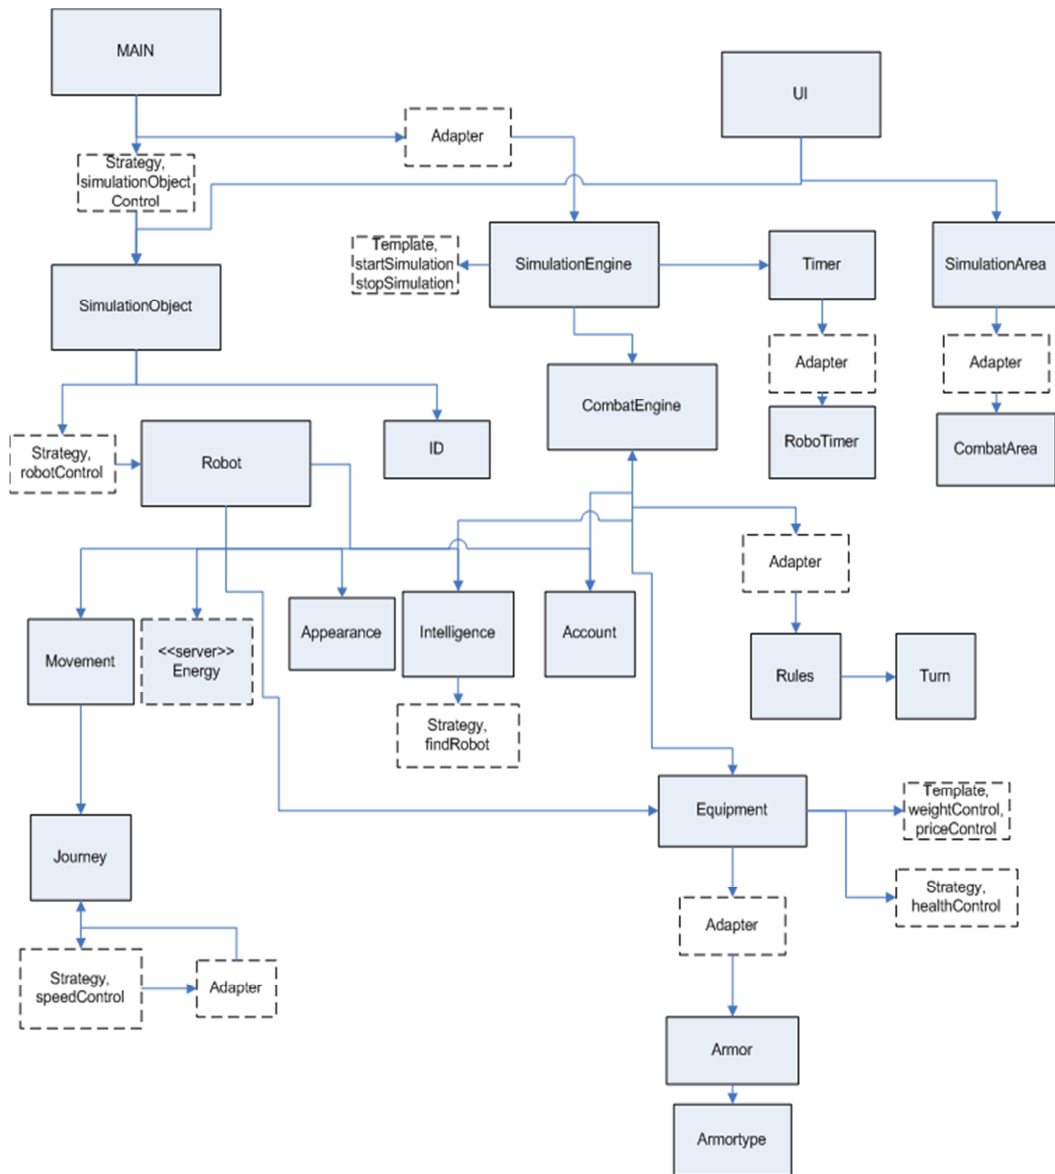 MAIN
UI
Adapter
Strategy,
simulationObject
Control
Template,
startSimulation
stopSimulation
SimulationEngine
Timer
SimulationArea
SimulationObject
Adapter
Adapter
CombatEngine
RoboTimer
CombatArea
Strategy,
robotControl
Robot
ID
Adapter
Movement
<<server>>
Energy
Appearance
Intelligence
Account
Rules
Turn
Strategy,
findRobot
Equipment
Template,
weightControl,
priceControl
Journey
Strategy,
healthControl
Adapter
Strategy,
speedControl
Adapter
Armor
Armortype